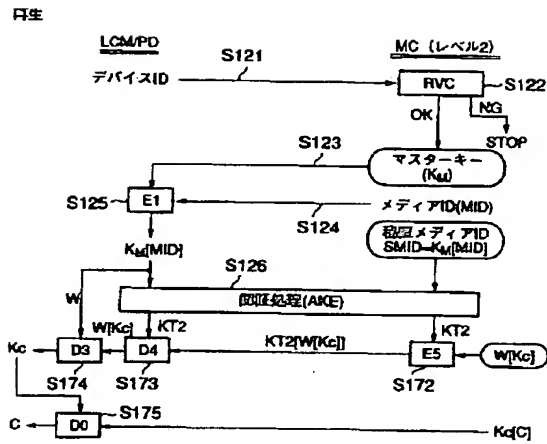 再生
LCM/PD
MC (レベル2)
S121
デバイスID
RVC
S122
OK
NG
STOP
S123
マスターキー
(KM)
S125
E1
メディアID(MID)
S124
KM[MID]
秘匿メディアID
SMID=KM[MID]
S126
認証処理(AKE)
W
W[Kc]
KT2
KT2
Kc
D3
D4
KT2[W[Kc]]
E5
W[Kc]
S174
S173
S172
S175
C
D0
Kc[C]